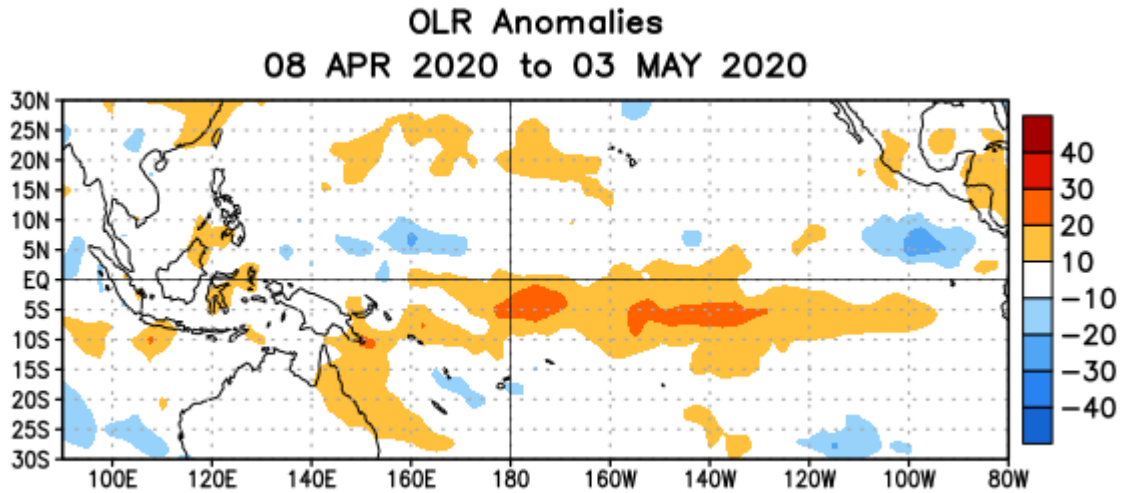 OLR Anomalies
08 APR 2020 to 03 MAY 2020
30N
25N
20N
15N
10N
5N
EQ
5S
10S
15S
20S
25S
30S
100E 120E 140E 160E 180 160W 140W 120W 100W 80W
40
30
20
10
-10
-20
-30
-40